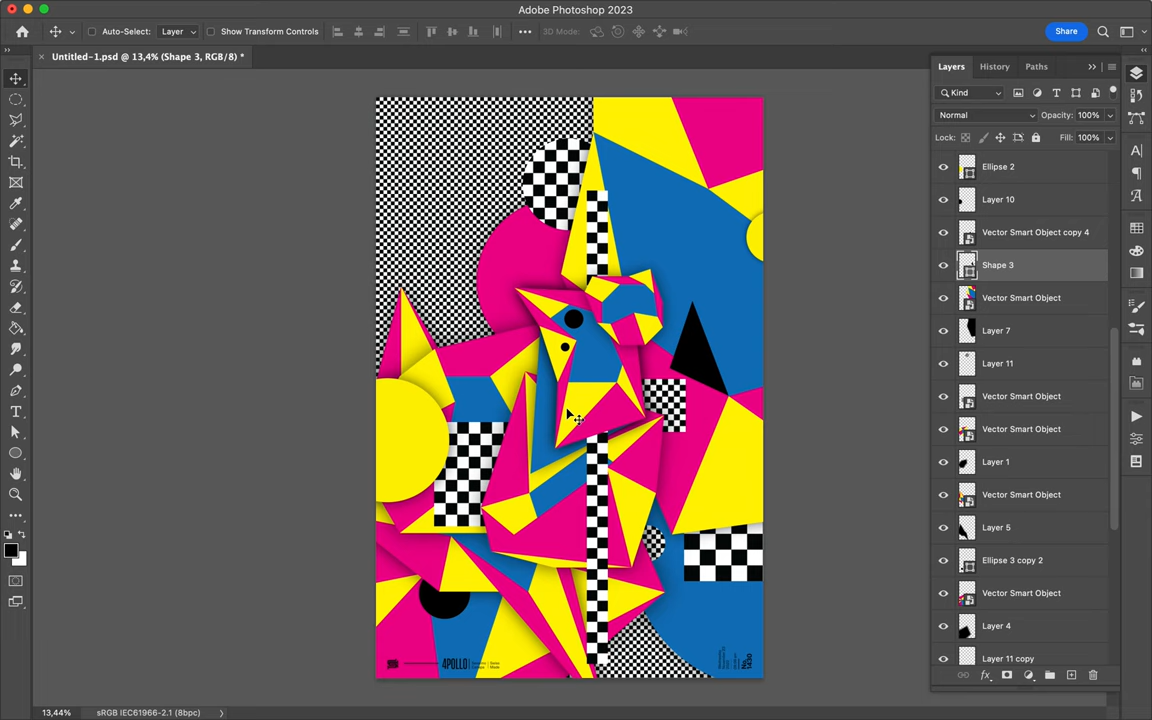 Adobe Photoshop 2023
Auto-Select:
Layer
Show Transform Controls
3D Mode:
Share
Untitled-1.psd @ 13,4% (Shape 3, RGB/8) *
Layers
History
Paths
Kind
Normal
Opacity: 100%
Lock:
Fill: 100%
Ellipse 2
Layer 10
Vector Smart Object copy 4
Shape 3
Vector Smart Object
Layer 7
Layer 11
Vector Smart Object
Vector Smart Object
Layer 1
Vector Smart Object
Layer 5
Ellipse 3 copy 2
Vector Smart Object
Layer 4
Layer 11 copy
4POLLO
13,44%
sRGB IEC61966-2.1 (8bpc)